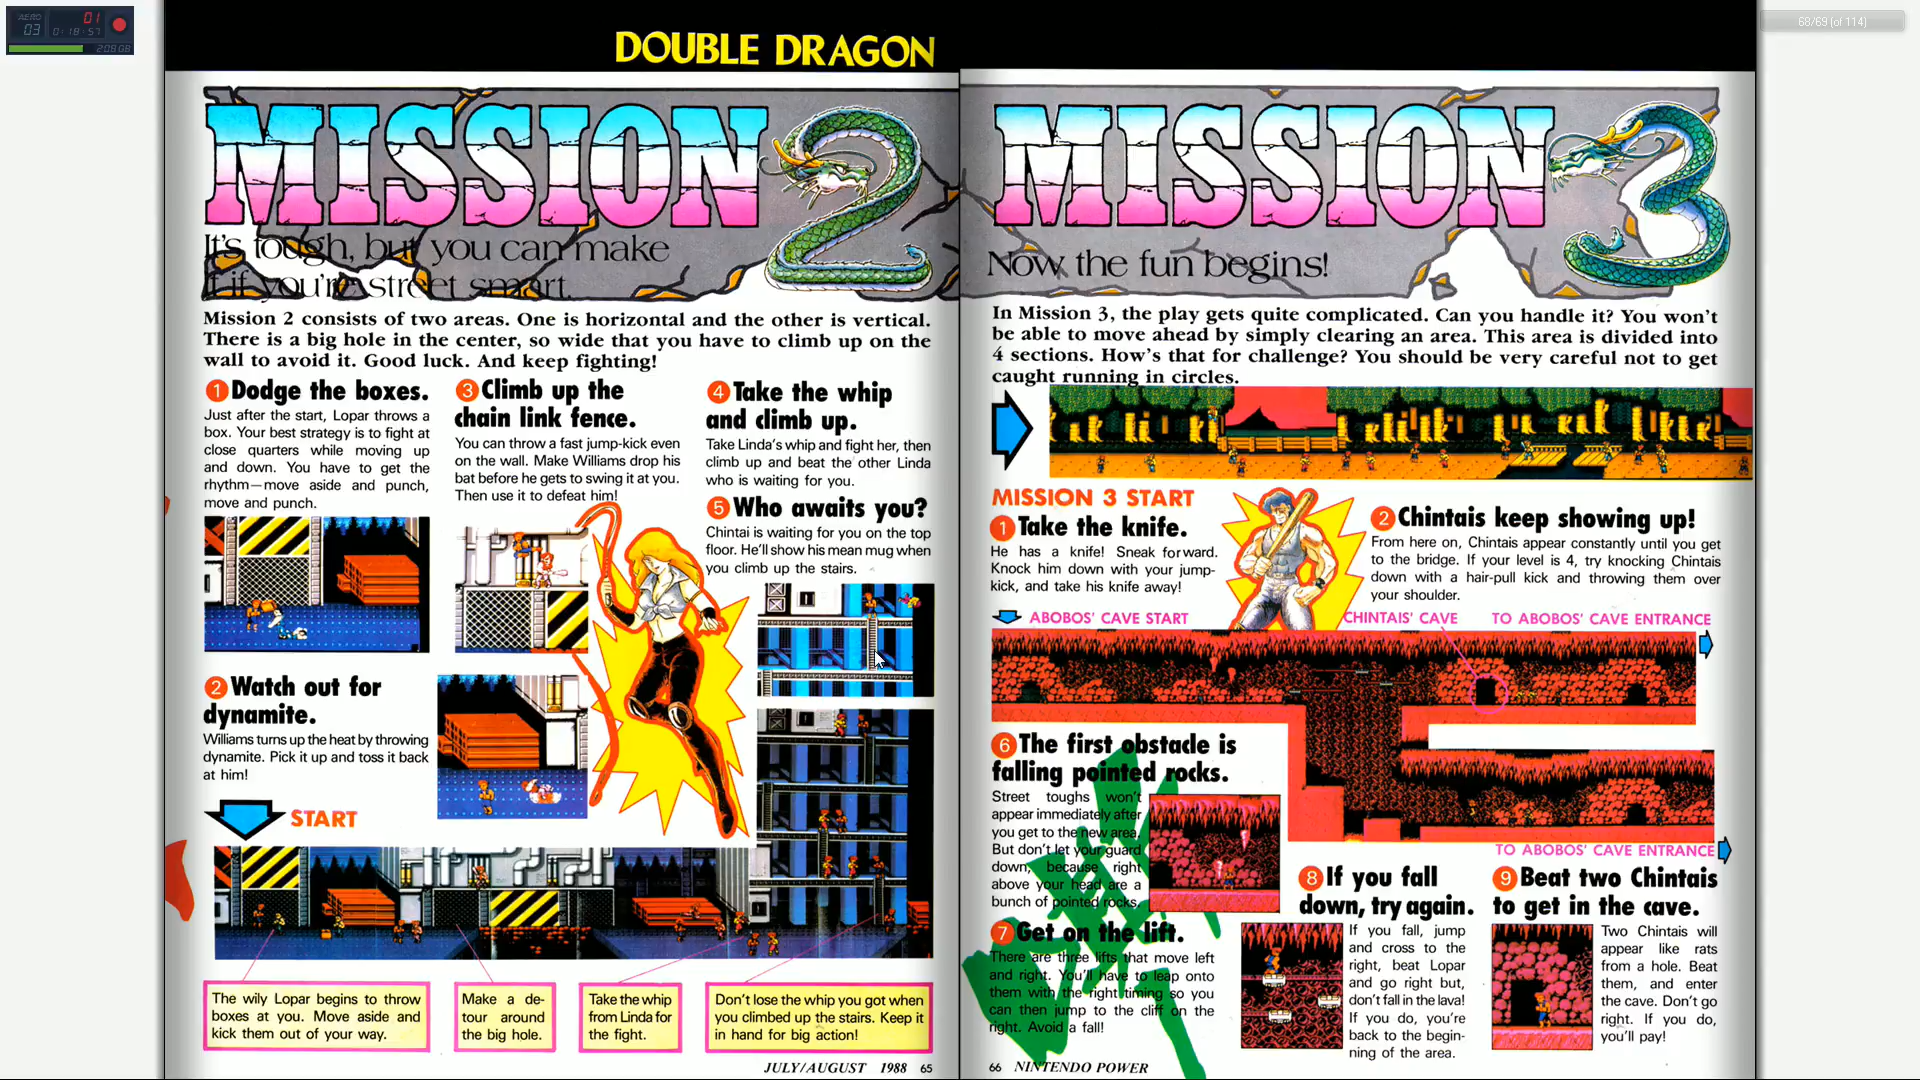 AERO
03
01
0:18:57
209GB
68/69 (of 114)
DOUBLE DRAGON
MISSION 2
It's tough, but you can make
it if you're street smart.
Mission 2 consists of two areas. One is horizontal and the other is vertical.
There is a big hole in the center, so wide that you have to climb up on the
wall to avoid it. Good luck. And keep fighting!
1 Dodge the boxes.
Just after the start, Lopar throws a
box. Your best strategy is to fight at
close quarters while moving up
and down. You have to get the
rhythm—move aside and punch,
move and punch.
2 Watch out for
dynamite.
Williams turns up the heat by throwing
dynamite. Pick it up and toss it back
at him!
3 Climb up the
chain link fence.
You can throw a fast jump-kick even
on the wall. Make Williams drop his
bat before he gets to swing it at you.
Then use it to defeat him!
4 Take the whip
and climb up.
Take Linda's whip and fight her, then
climb up and beat the other Linda
who is waiting for you.
5 Who awaits you?
Chintai is waiting for you on the top
floor. He'll show his mean mug when
you climb up the stairs.
START
The wily Lopar begins to throw
boxes at you. Move aside and
kick them out of your way.
Make a de-
tour around
the big hole.
Take the whip
from Linda for
the fight.
Don't lose the whip you got when
you climbed up the stairs. Keep it
in hand for big action!
JULY/AUGUST 1988 65
MISSION 3
Now the fun begins!
In Mission 3, the play gets quite complicated. Can you handle it? You won't
be able to move ahead by simply clearing an area. This area is divided into
4 sections. How's that for challenge? You should be very careful not to get
caught running in circles.
MISSION 3 START
1 Take the knife.
He has a knife! Sneak forward.
Knock him down with your jump-
kick, and take his knife away!
2 Chintais keep showing up!
From here on, Chintais appear constantly until you get
to the bridge. If your level is 4, try knocking Chintais
down with a hair-pull kick and throwing them over
your shoulder.
ABOBOS' CAVE START
CHINTAIS' CAVE
TO ABOBOS' CAVE ENTRANCE
6 The first obstacle is
falling pointed rocks.
Street toughs won't
appear immediately after
you get to the new area.
But don't let your guard
down, because right
above your head are a
bunch of pointed rocks.
7 Get on the lift.
There are three lifts that move left
and right. You'll have to leap onto
them with the right timing so you
can then jump to the cliff on the
right. Avoid a fall!
TO ABOBOS' CAVE ENTRANCE
8 If you fall
down, try again.
If you fall, jump
and cross to the
right, beat Lopar
and go right but,
don't fall in the lava!
If you do, you're
back to the begin-
ning of the area.
9 Beat two Chintais
to get in the cave.
Two Chintais will
appear like rats
from a hole. Beat
them, and enter
the cave. Don't go
right. If you do,
you'll pay!
66 NINTENDO POWER